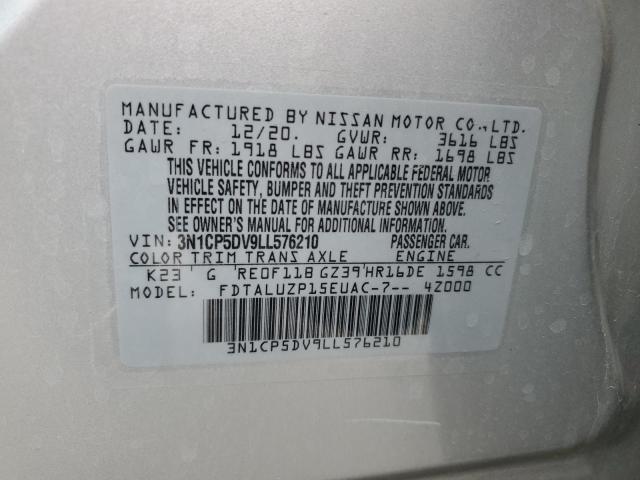 MANUFACTURED BY NISSAN MOTOR CO., LTD.
DATE: 12/20. GVWR: 3616 LBS
GAWR FR: 1918 LBS GAWR RR: 1698 LBS
THIS VEHICLE CONFORMS TO ALL APPLICABLE FEDERAL MOTOR
VEHICLE SAFETY, BUMPER AND THEFT PREVENTION STANDARDS
IN EFFECT ON THE DATE OF MANUFACTURE SHOWN ABOVE.
SEE OWNER'S MANUAL FOR ADDITIONAL INFORMATION
VIN: 3N1CP5DV9LL576210 PASSENGER CAR.
COLOR TRIM TRANS AXLE ENGINE
K23 G RE0F11B GZ39 HR16DE 1598 CC
MODEL: FDTALUZP15EUAC-7-- 4Z000
3N1CP5DV9LL576210